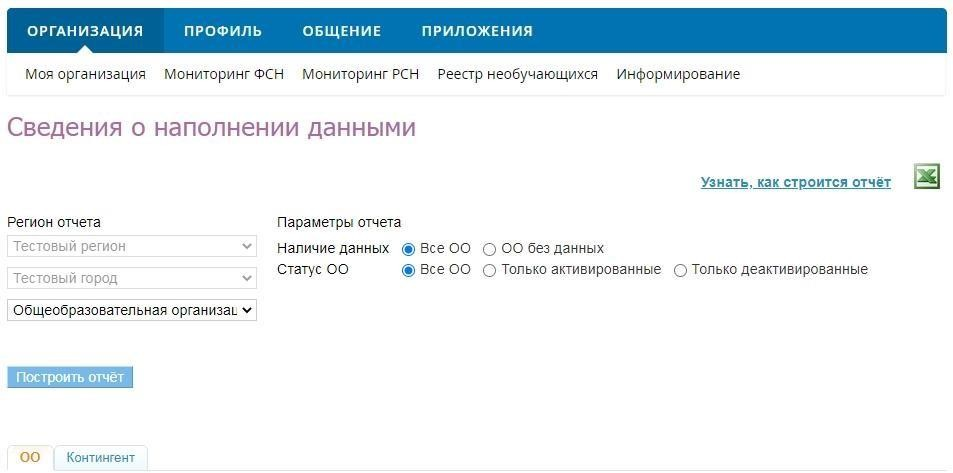 ОРГАНИЗАЦИЯ ПРОФИЛЬ ОБЩЕНИЕ ПРИЛОЖЕНИЯ
Моя организация Мониторинг ФСН Мониторинг РСН Реестр необучающихся Информирование
Сведения о наполнении данными
Узнать, как строится отчёт
Регион отчета Параметры отчета
Тестовый регион Наличие данных Все ОО ОО без данных
Тестовый город Статус ОО Все ОО Только активированные Только деактивированные
Общеобразовательная организац
Построить отчёт
ОО Контингент